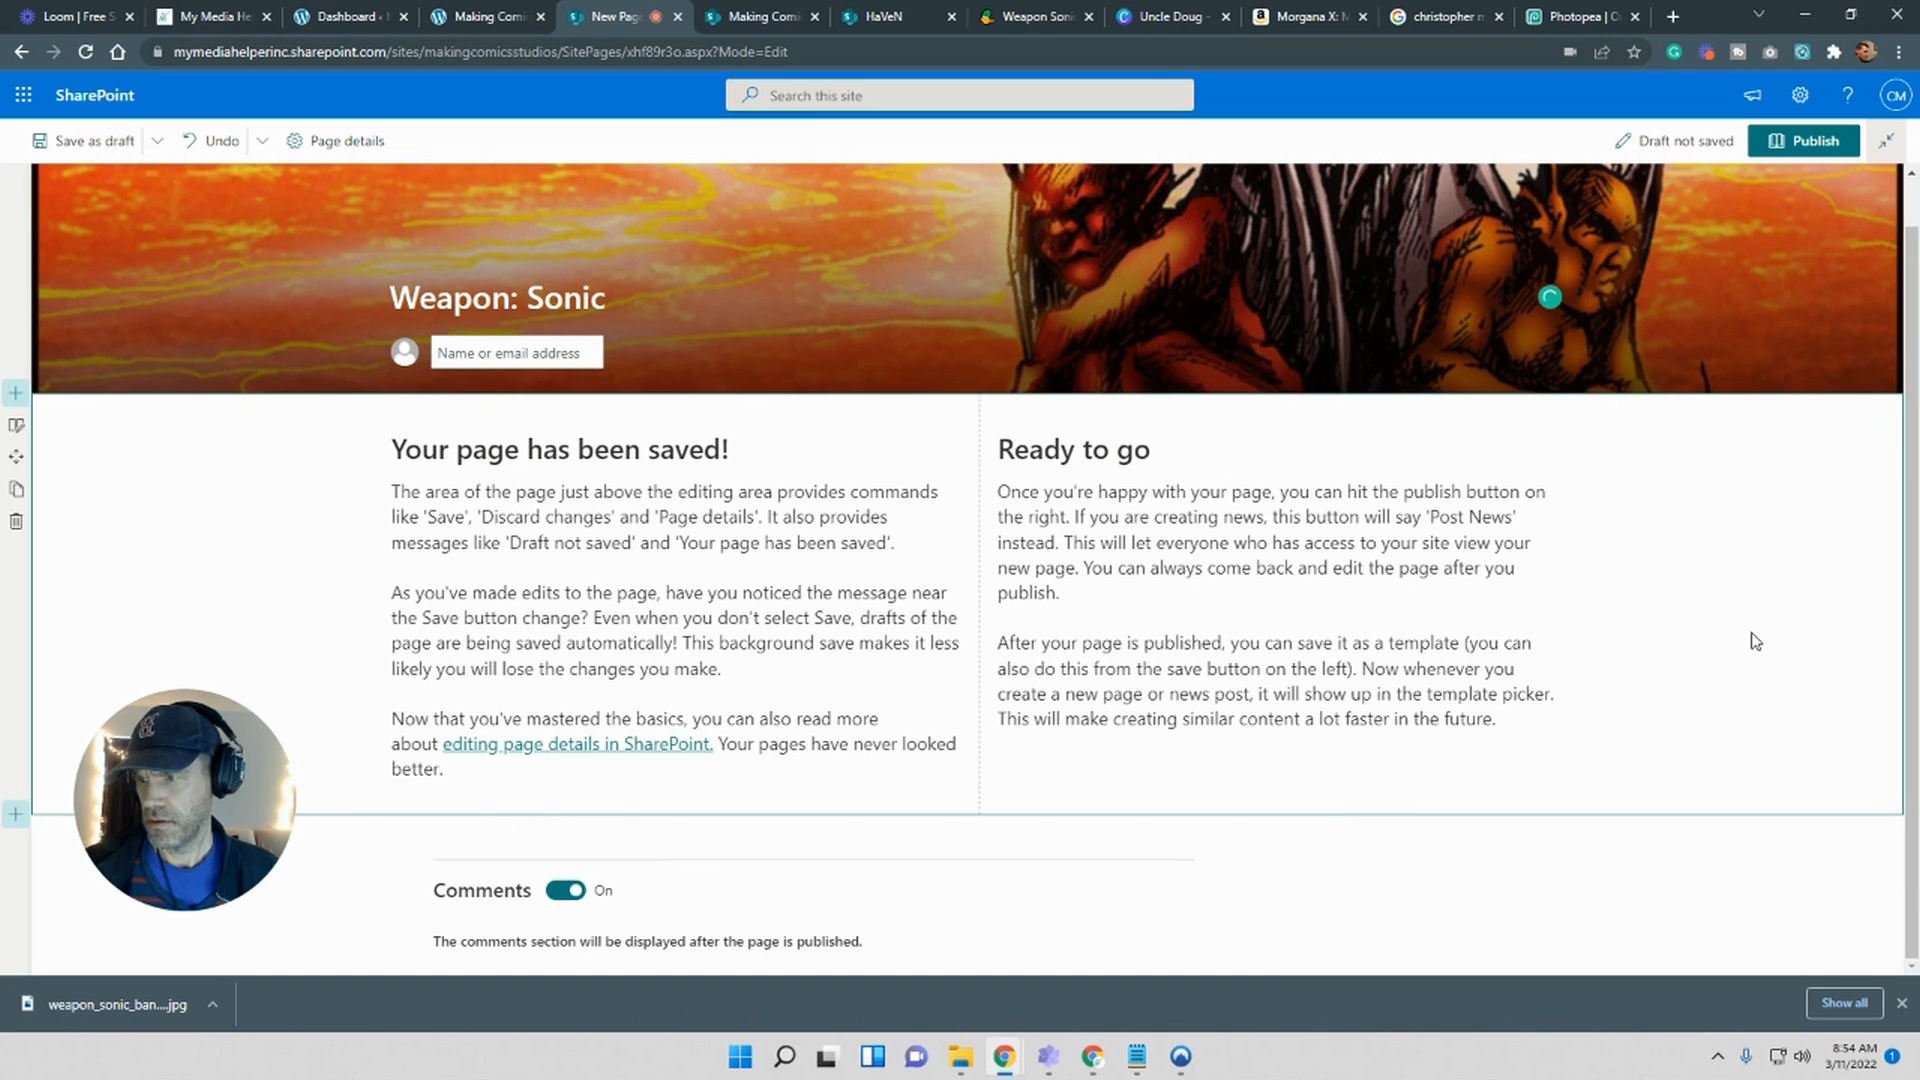 Loom | Free S
My Media He
Dashboard ‹
Making Comi
New Pag
Making Comi
HaVeN
Weapon Soni
Uncle Doug -
Morgana X: M
christopher m
Photopea | O
mymediahelperinc.sharepoint.com/sites/makingcomicsstudios/SitePages/xhf89r3o.aspx?Mode=Edit
SharePoint
Search this site
CM
Save as draft
Undo
Page details
Draft not saved
Publish
Weapon: Sonic
Name or email address
Your page has been saved!
The area of the page just above the editing area provides commands
like 'Save', 'Discard changes' and 'Page details'. It also provides
messages like 'Draft not saved' and 'Your page has been saved'.
As you've made edits to the page, have you noticed the message near
the Save button change? Even when you don't select Save, drafts of the
page are being saved automatically! This background save makes it less
likely you will lose the changes you make.
Now that you've mastered the basics, you can also read more
about editing page details in SharePoint. Your pages have never looked
better.
Ready to go
Once you're happy with your page, you can hit the publish button on
the right. If you are creating news, this button will say 'Post News'
instead. This will let everyone who has access to your site view your
new page. You can always come back and edit the page after you
publish.
After your page is published, you can save it as a template (you can
also do this from the save button on the left). Now whenever you
create a new page or news post, it will show up in the template picker.
This will make creating similar content a lot faster in the future.
Comments
On
The comments section will be displayed after the page is published.
weapon_sonic_ban....jpg
Show all
8:54 AM
3/11/2022
1